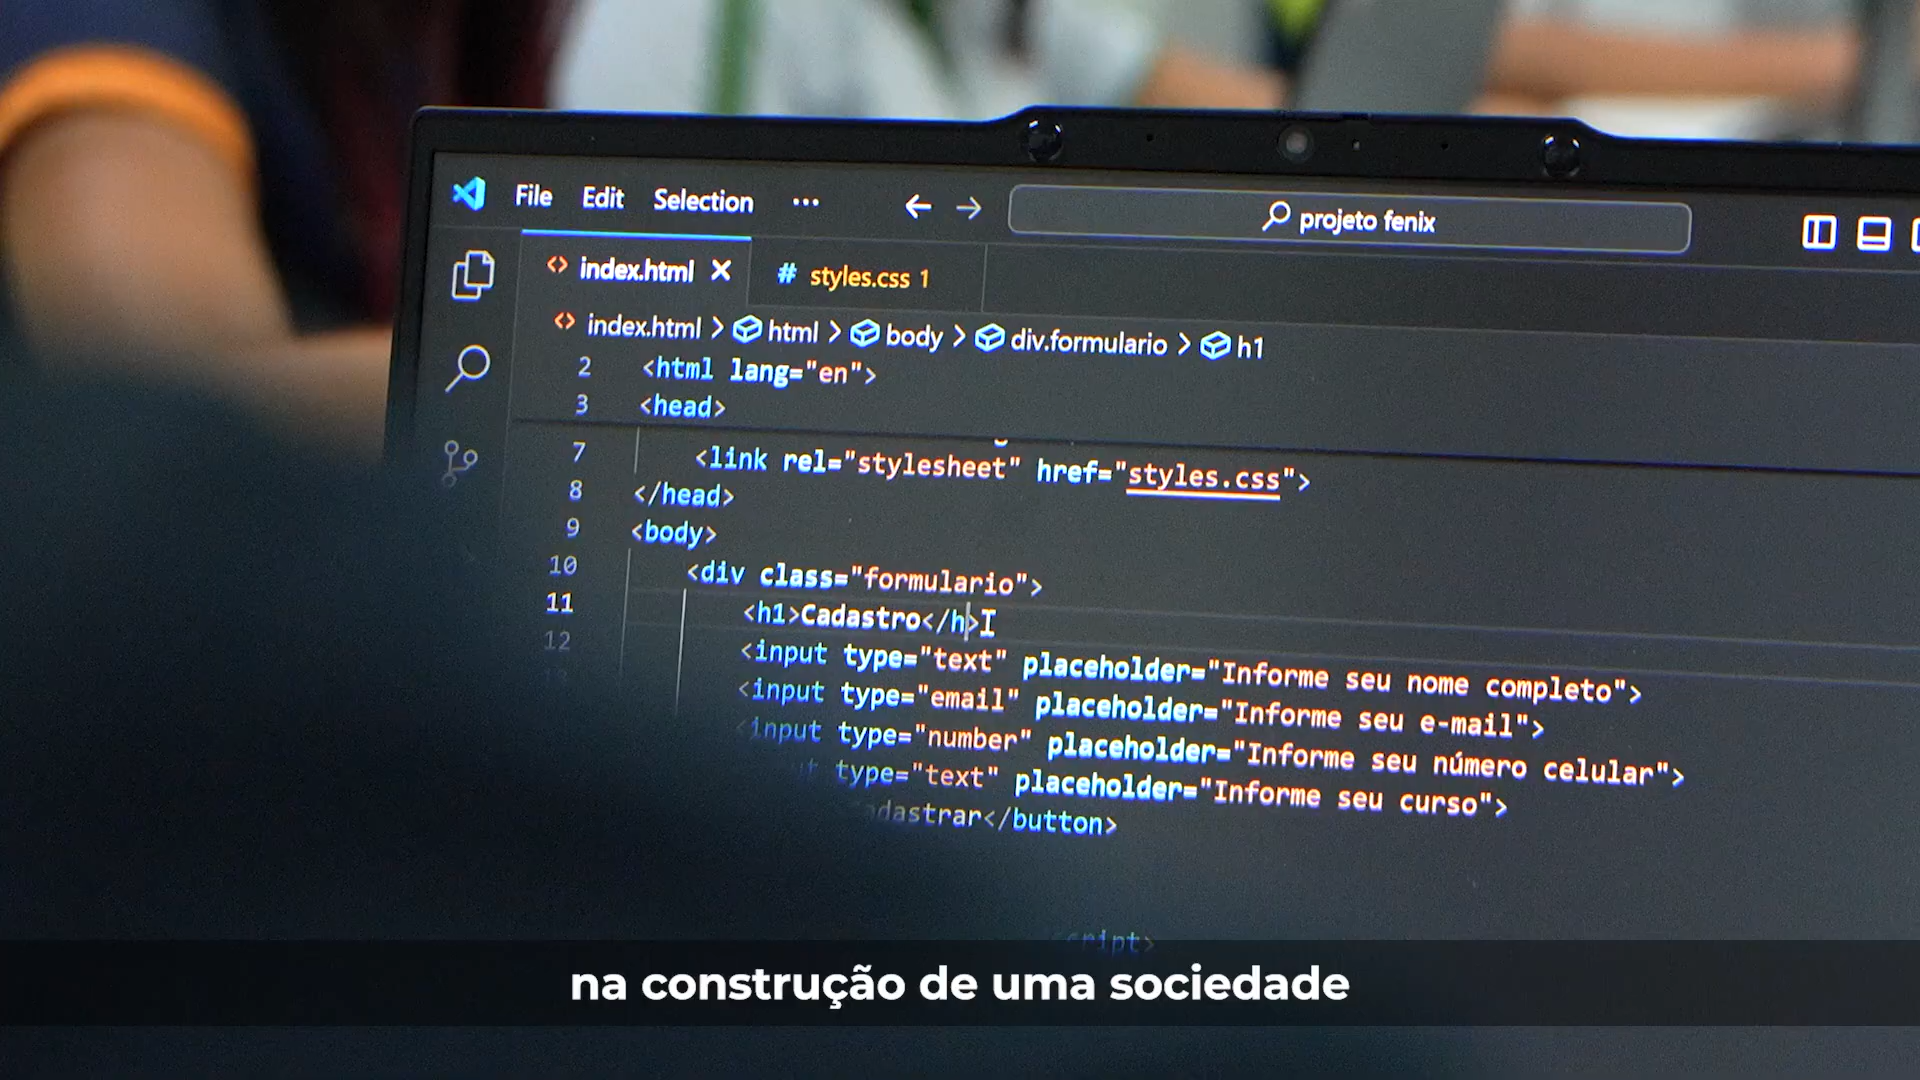 File Edit Selection ...
projeto fenix
index.html
# styles.css 1
index.html > html > body > div.formulario > h1
2 <html lang="en">
3 <head>
7 <link rel="stylesheet" href="styles.css">
8 </head>
9 <body>
10 <div class="formulario">
11 <h1>Cadastro</h>
12 <input type="text" placeholder="Informe seu nome completo">
<input type="email" placeholder="Informe seu e-mail">
<input type="number" placeholder="Informe seu número celular">
type="text" placeholder="Informe seu curso">
</button>
na construção de uma sociedade